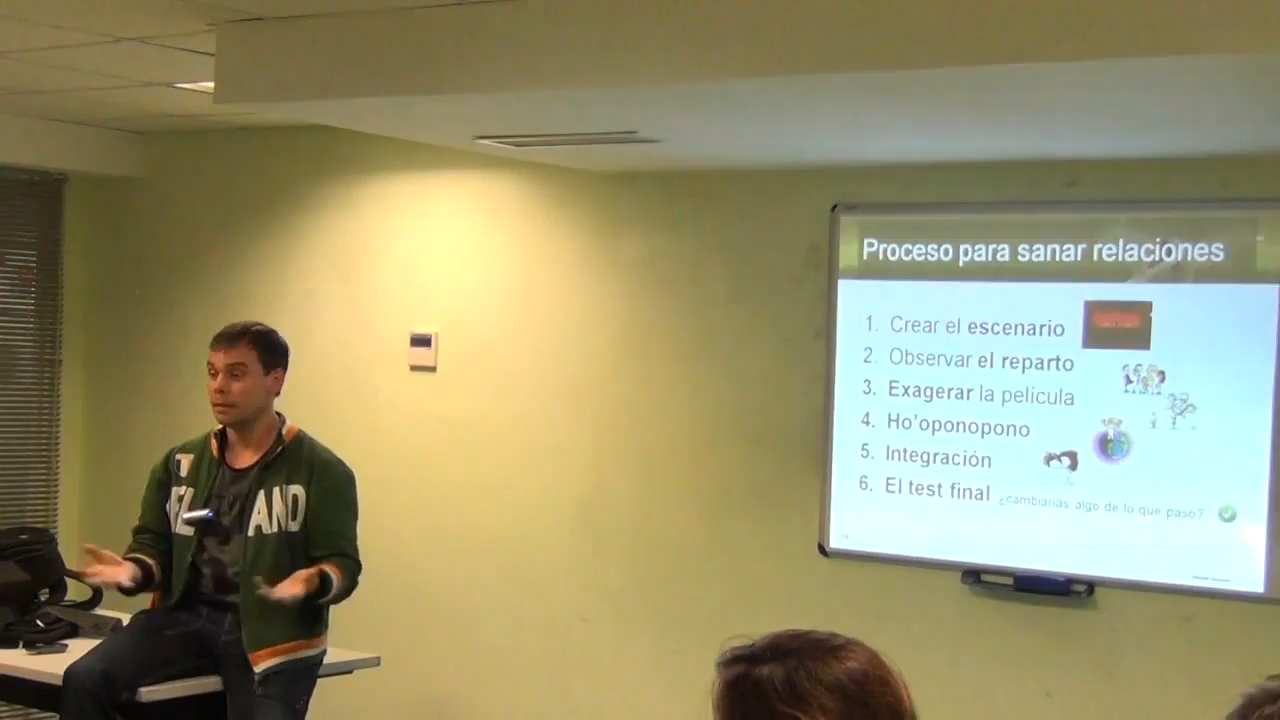 Proceso para sanar relaciones
1. Crear el escenario
2. Observar el reparto
3. Exagerar la película
4. Ho'oponopono
5. Integración
6. El test final ¿cambiarías algo de lo que paso?
AND